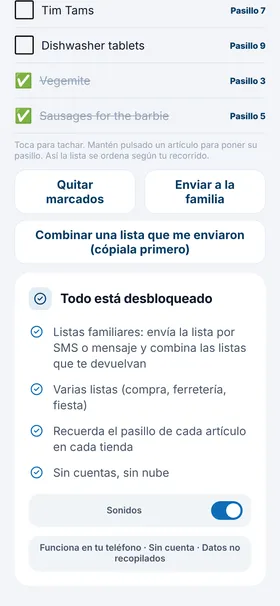 Tim Tams Pasillo 7
Dishwasher tablets Pasillo 9
Vegemite Pasillo 3
Sausages for the barbie Pasillo 5
Toca para tachar. Mantén pulsado un artículo para poner su
pasillo. Así la lista se ordena según tu recorrido.
Quitar
marcados
Enviar a la
familia
Combinar una lista que me enviaron
(cópiala primero)
Todo está desbloqueado
Listas familiares: envía la lista por
SMS o mensaje y combina las listas
que te devuelvan
Varias listas (compra, ferretería,
fiesta)
Recuerda el pasillo de cada artículo
en cada tienda
Sin cuentas, sin nube
Sonidos
Funciona en tu teléfono · Sin cuenta · Datos no
recopilados